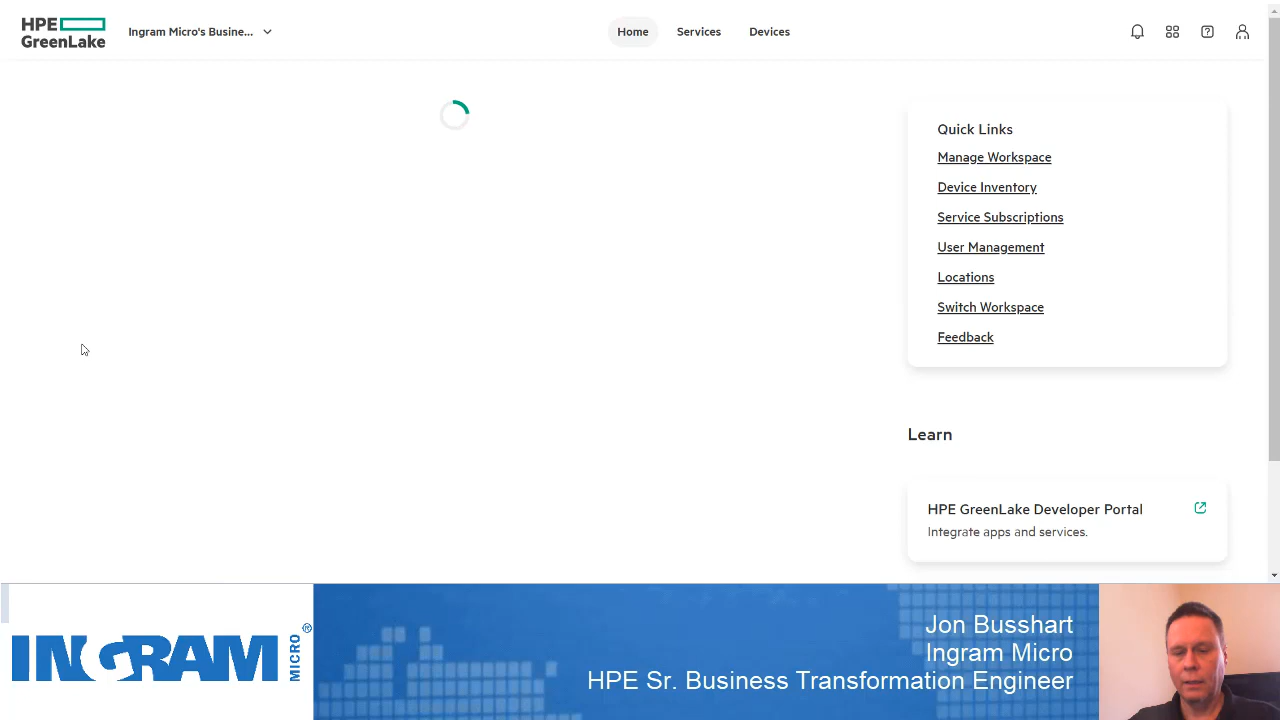 HPE
GreenLake
Ingram Micro's Busine...
Home
Services
Devices
Quick Links
Manage Workspace
Device Inventory
Service Subscriptions
User Management
Locations
Switch Workspace
Feedback
Learn
HPE GreenLake Developer Portal
Integrate apps and services.
INGRAM MICRO®
Jon Busshart
Ingram Micro
HPE Sr. Business Transformation Engineer